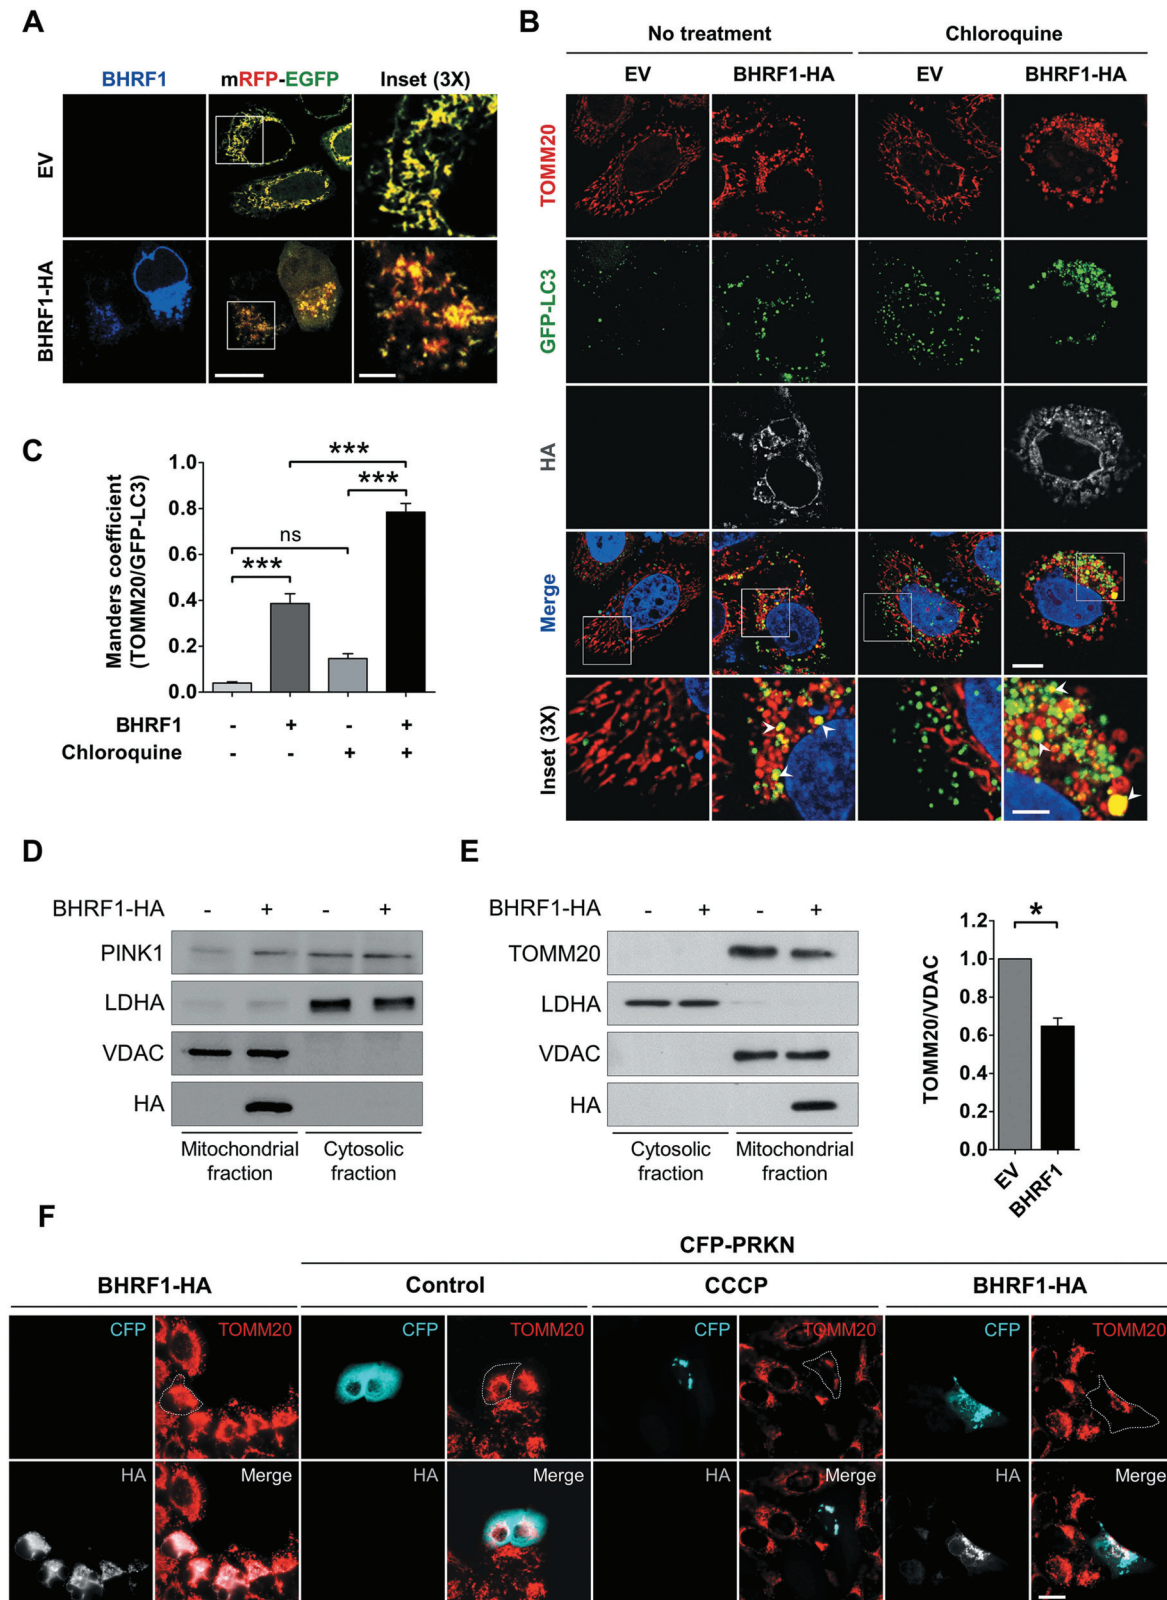 A
BHRF1 mRFP-EGFP Inset (3X)
EV
BHRF1-HA
B
No treatment Chloroquine
EV BHRF1-HA EV BHRF1-HA
TOMM20
GFP-LC3
HA
Merge
Inset (3X)
C
Manders coefficient
(TOMM20/GFP-LC3)
1.0
0.8
0.6
0.4
0.2
0.0
***
***
ns
***
BHRF1 - + - +
Chloroquine - - + +
D
BHRF1-HA - + - +
PINK1
LDHA
VDAC
HA
Mitochondrial Cytosolic
fraction fraction
E
BHRF1-HA - + - +
TOMM20
LDHA
VDAC
HA
Cytosolic Mitochondrial
fraction fraction
TOMM20/VDAC
1.2
1.0
0.8
0.6
0.4
0.2
0.0
*
EV
BHRF1
F
CFP-PRKN
BHRF1-HA Control CCCP BHRF1-HA
CFP TOMM20 CFP TOMM20 CFP TOMM20 CFP TOMM20
HA Merge HA Merge HA Merge HA Merge